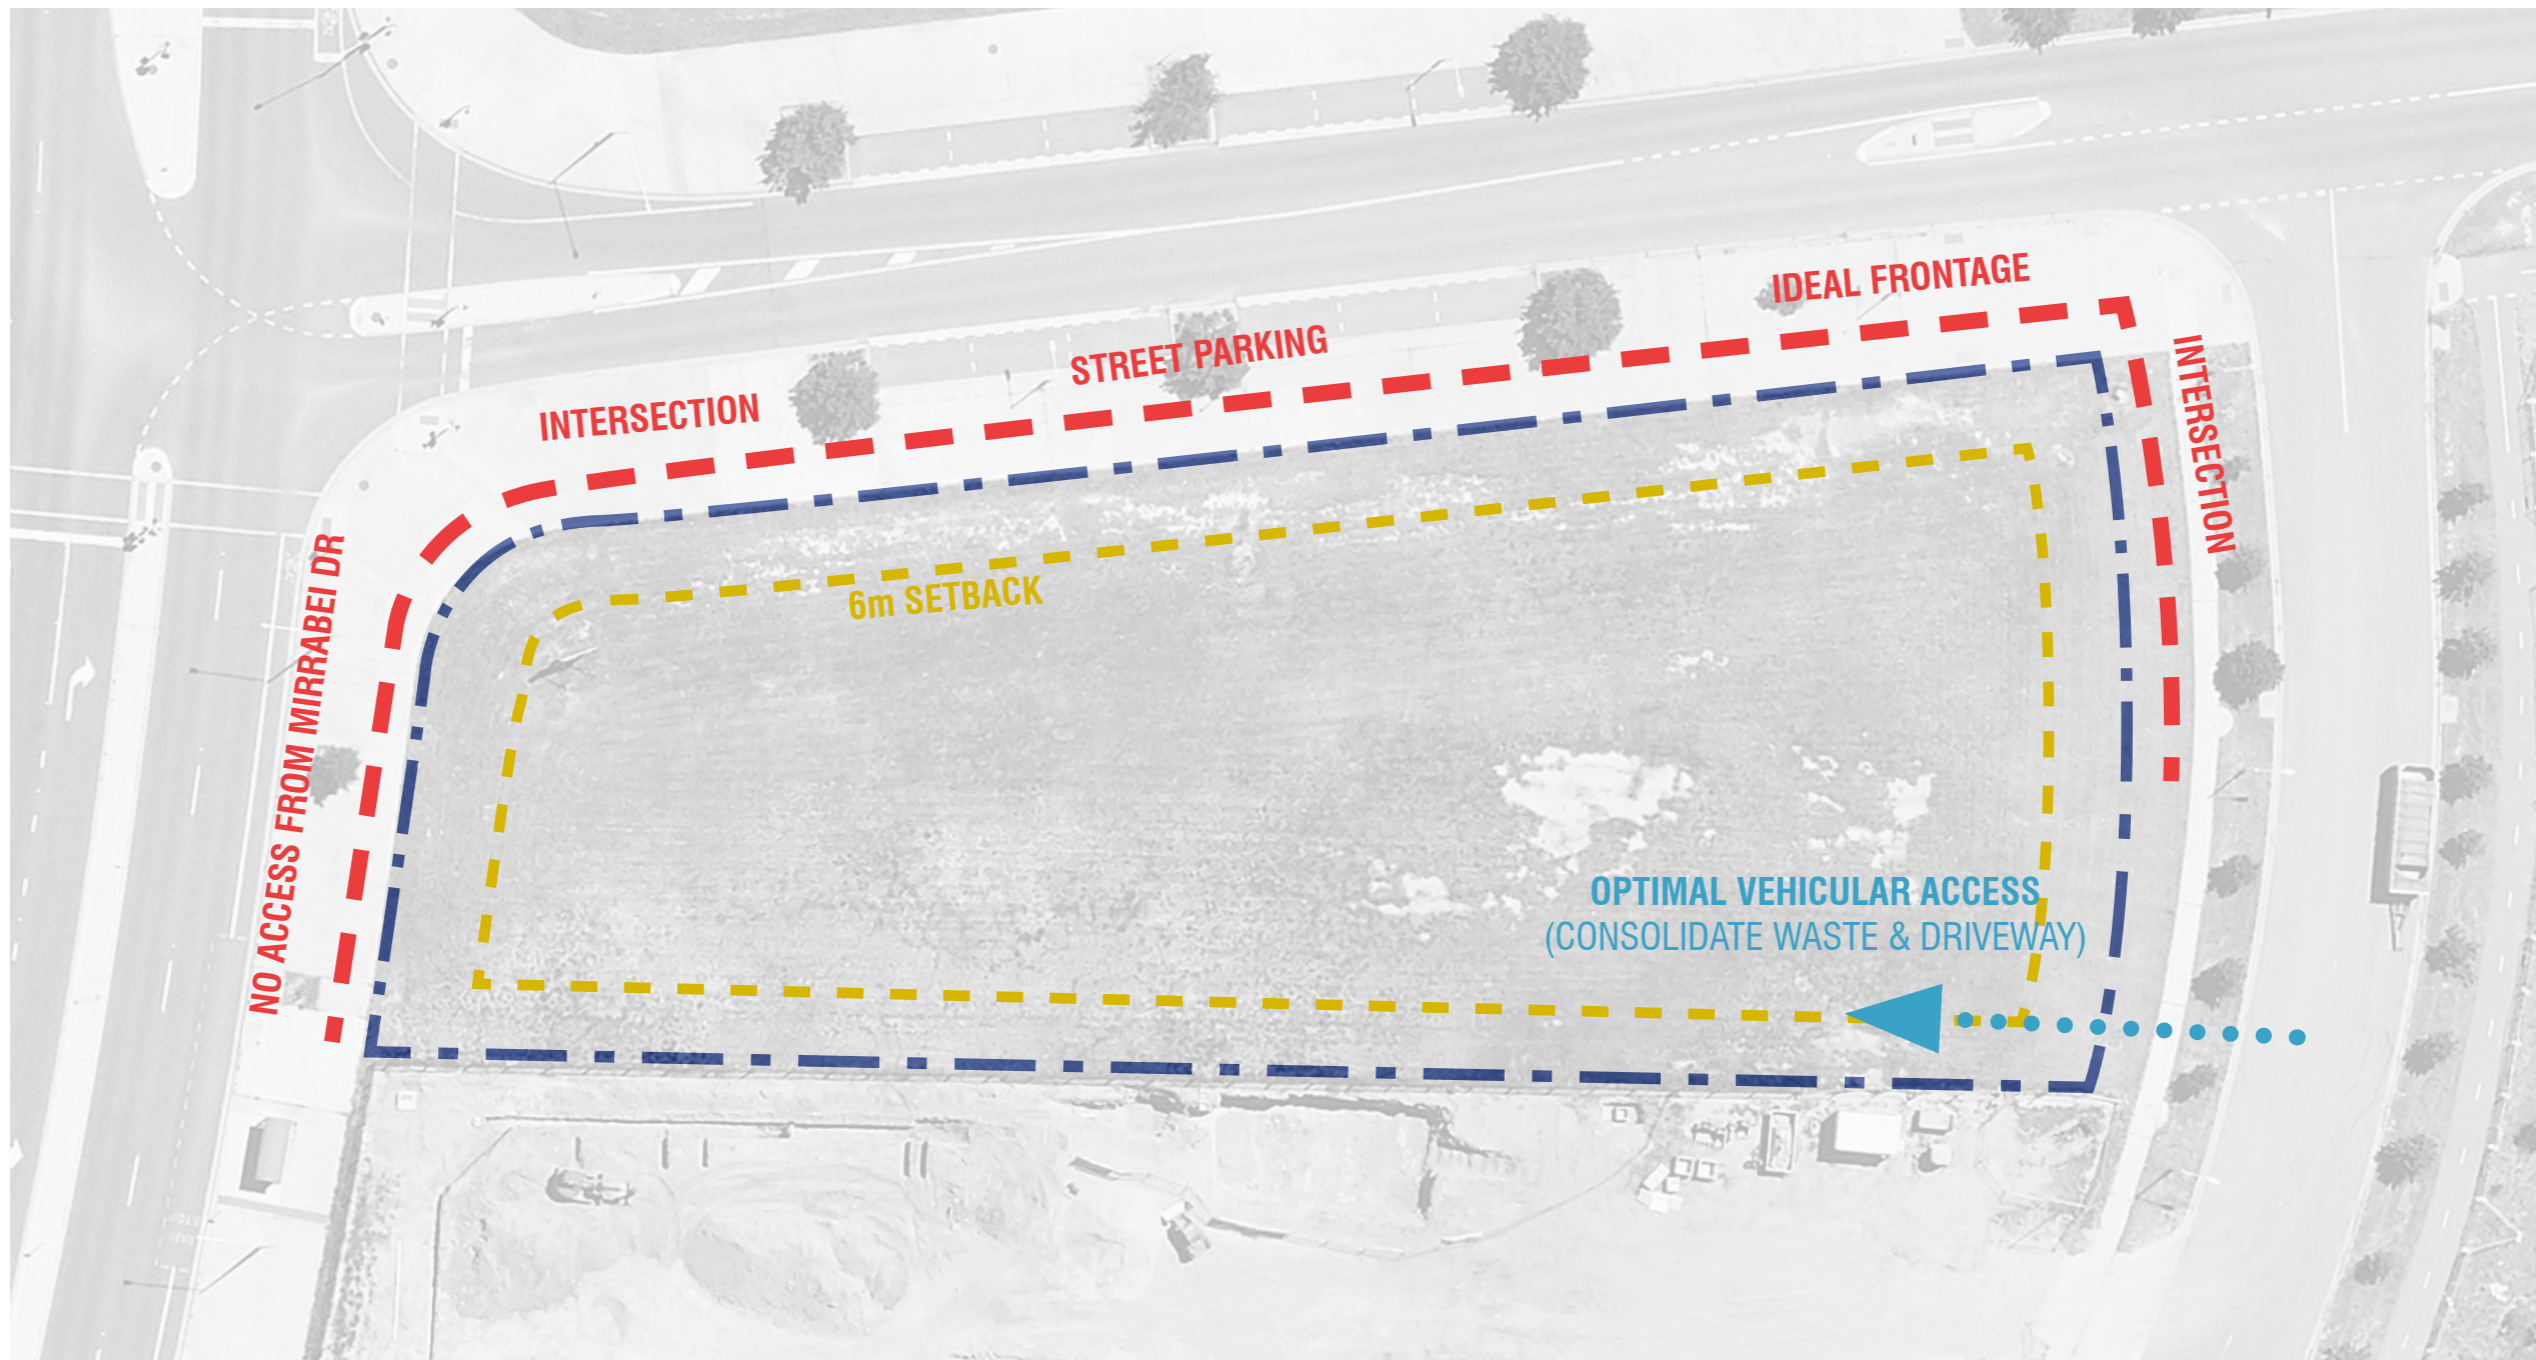 IDEAL FRONTAGE
STREET PARKING
INTERSECTION
INTERSECTION
NO ACCESS FROM MIRRABEI DR
6m SETBACK
OPTIMAL VEHICULAR ACCESS
(CONSOLIDATE WASTE & DRIVEWAY)